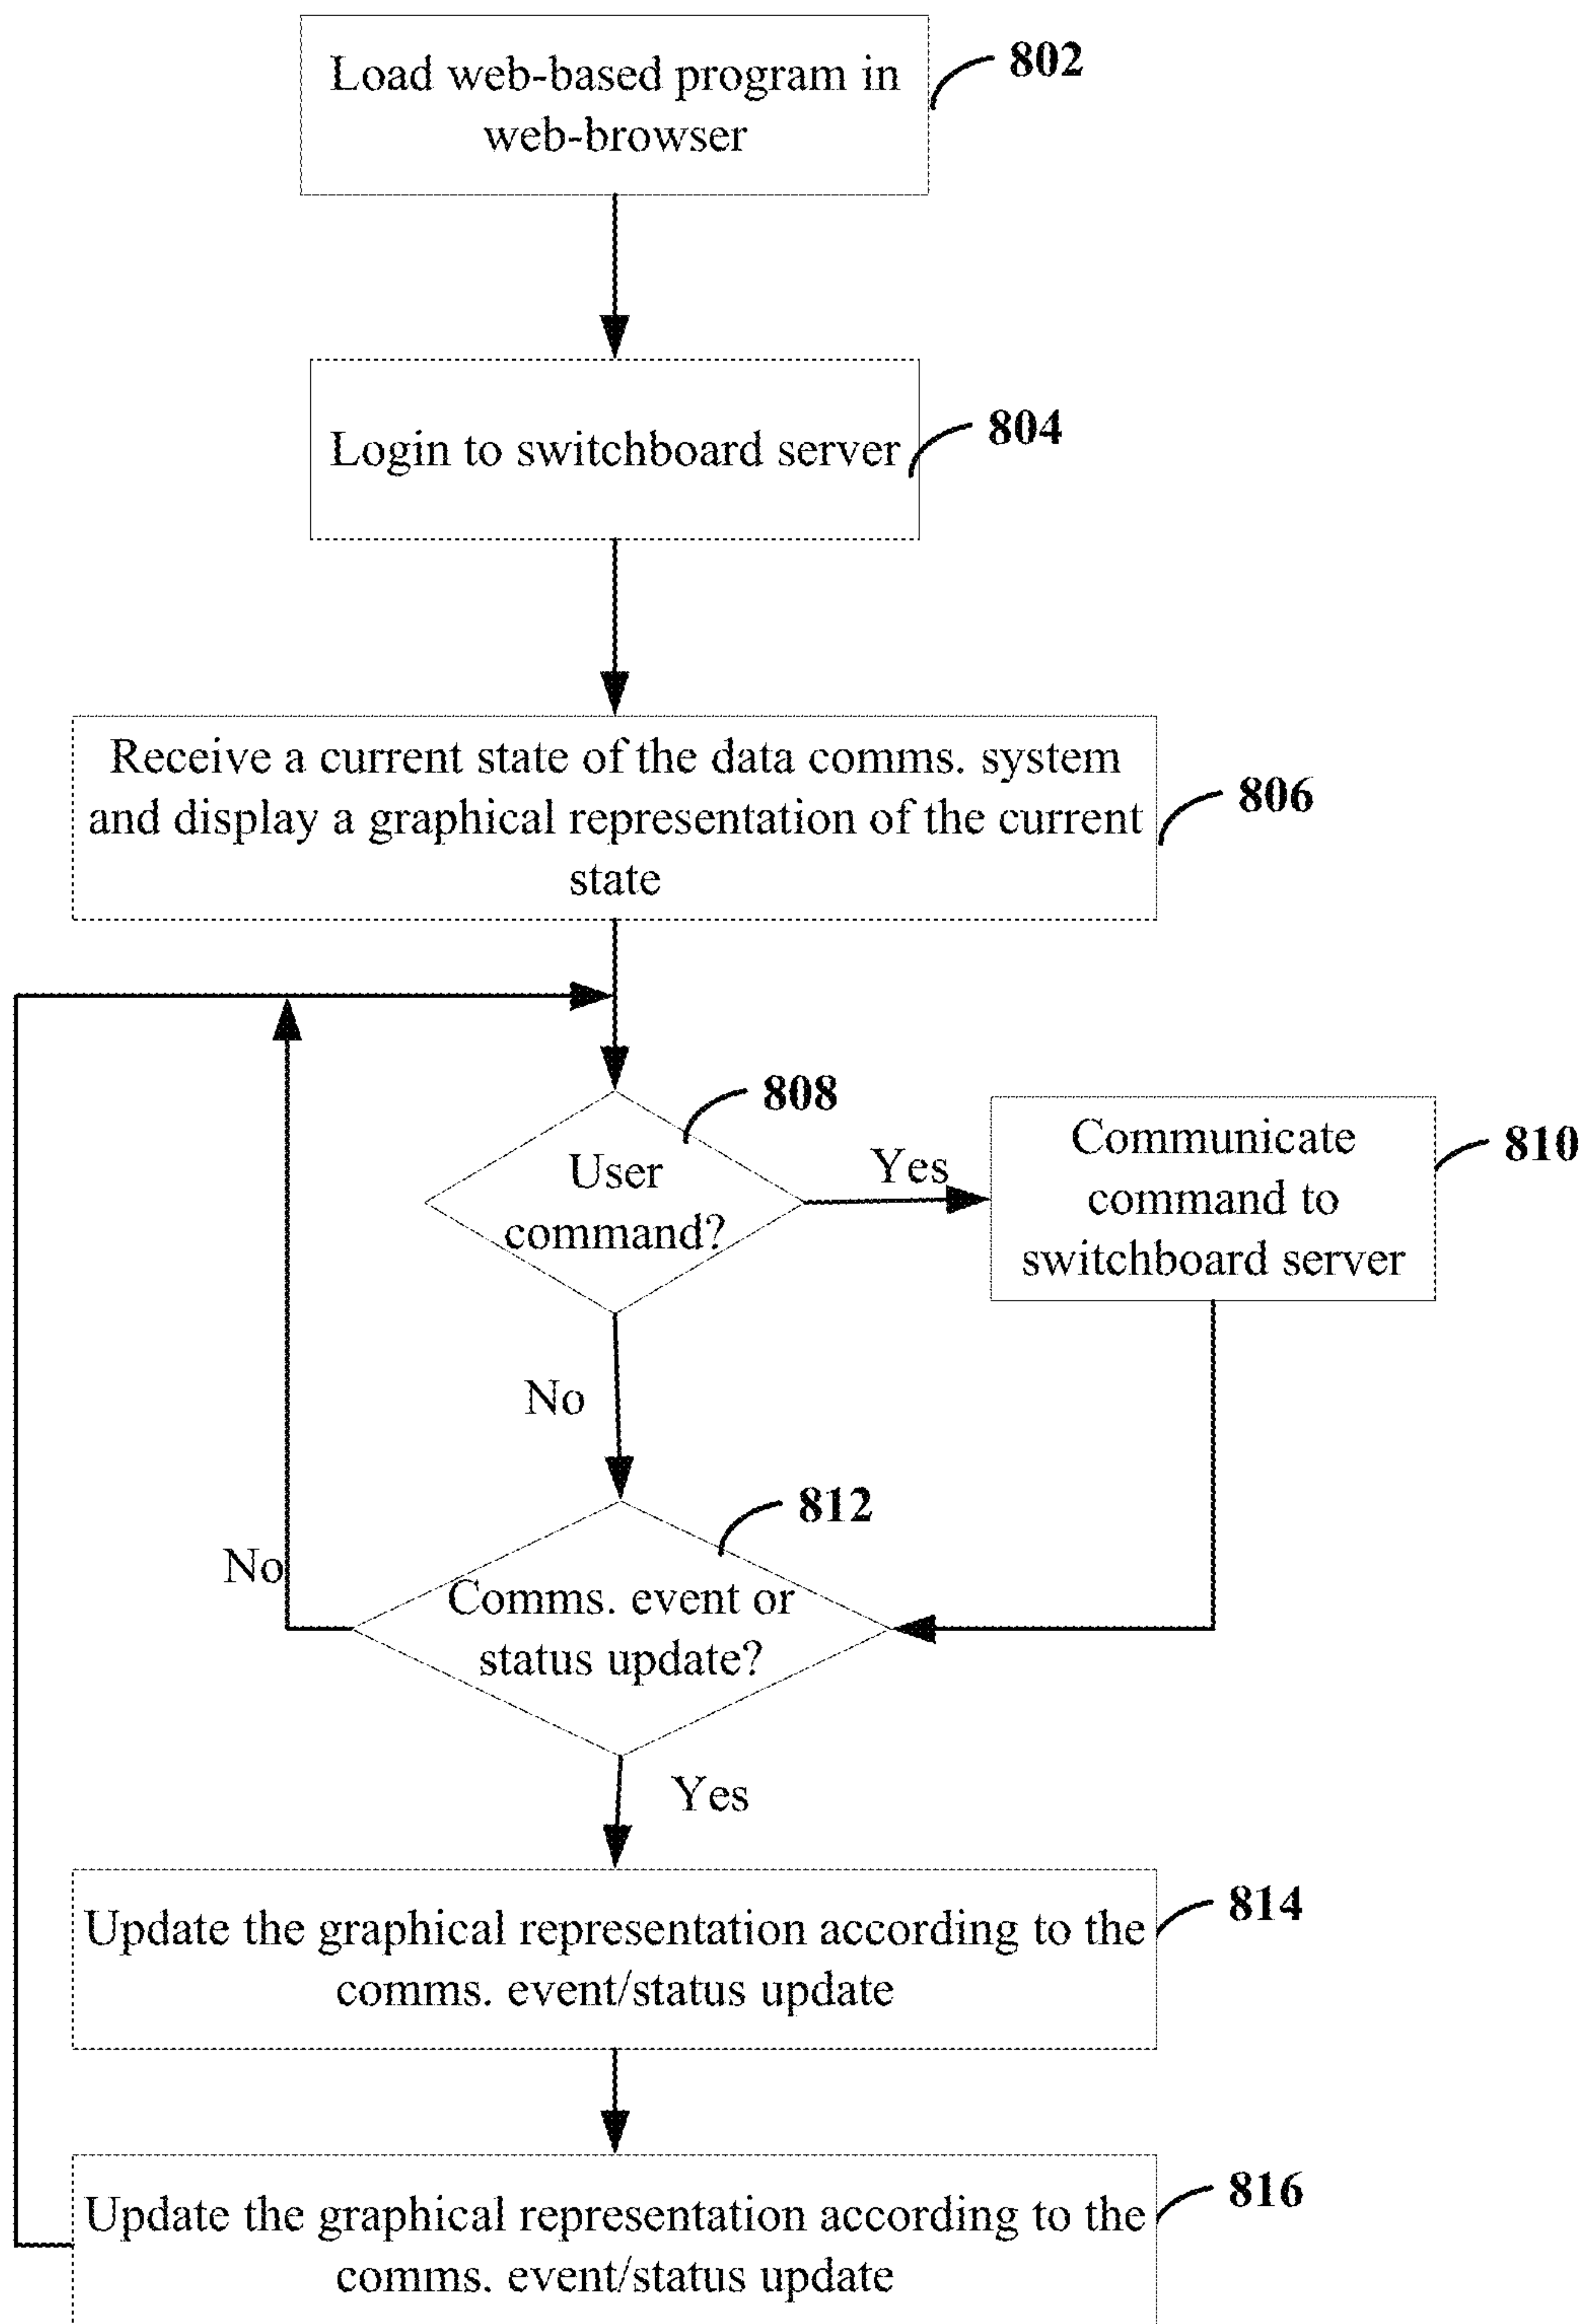 Load web-based program in
web-browser
802
Login to switchboard server
804
Receive a current state of the data comms. system
and display a graphical representation of the current
state
806
808
User
command?
Yes
Communicate
command to
switchboard server
810
No
812
No
Comms. event or
status update?
Yes
Update the graphical representation according to the
comms. event/status update
814
Update the graphical representation according to the
comms. event/status update
816